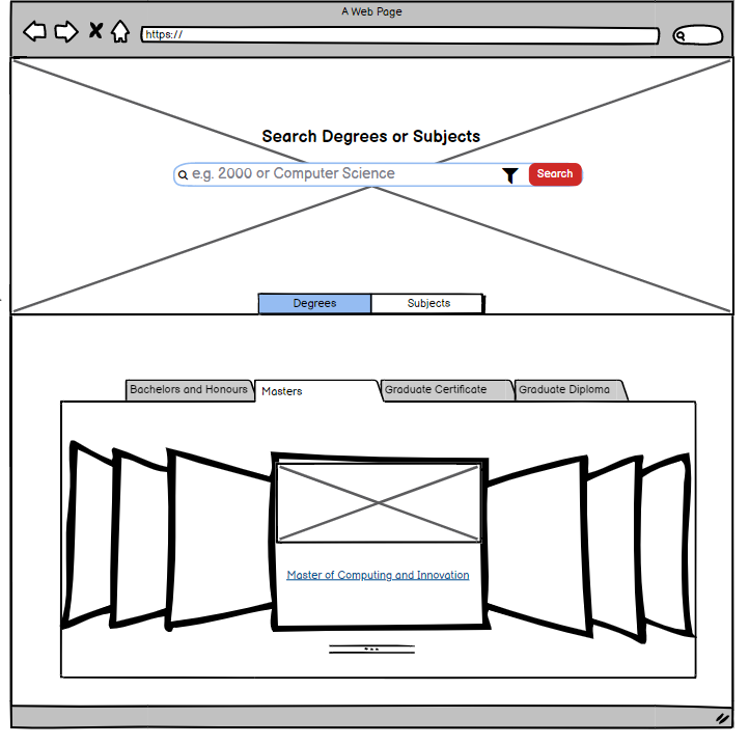 A Web Page
https://
Search Degrees or Subjects
e.g. 2000 or Computer Science
Search
Degrees
Subjects
Bachelors and Honours
Masters
Graduate Certificate
Graduate Diploma
Master of Computing and Innovation